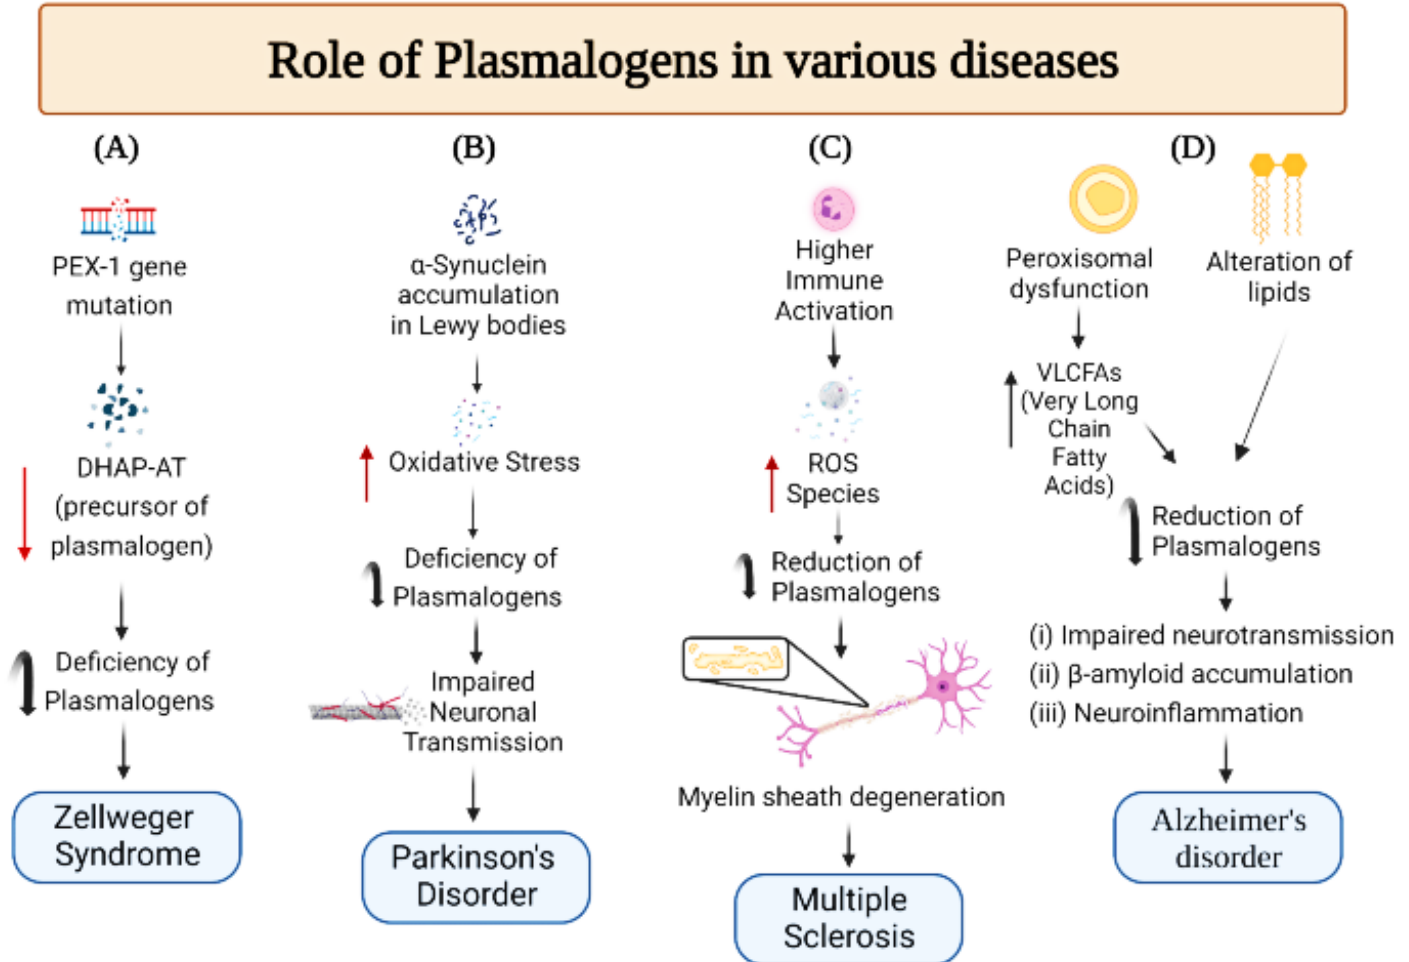 Role of Plasmalogens in various diseases
(A)
PEX-1 gene
mutation
DHAP-AT
(precursor of
plasmalogen)
Deficiency of
Plasmalogens
Zellweger
Syndrome
(B)
α-Synuclein
accumulation
in Lewy bodies
Oxidative Stress
Deficiency of
Plasmalogens
Impaired
Neuronal
Transmission
Parkinson's
Disorder
(C)
Higher
Immune
Activation
ROS
Species
Reduction of
Plasmalogens
Myelin sheath degeneration
Multiple
Sclerosis
(D)
Peroxisomal
dysfunction
Alteration of
lipids
VLCFAs
(Very Long
Chain
Fatty
Acids)
Reduction of
Plasmalogens
(i) Impaired neurotransmission
(ii) β-amyloid accumulation
(iii) Neuroinflammation
Alzheimer's
disorder